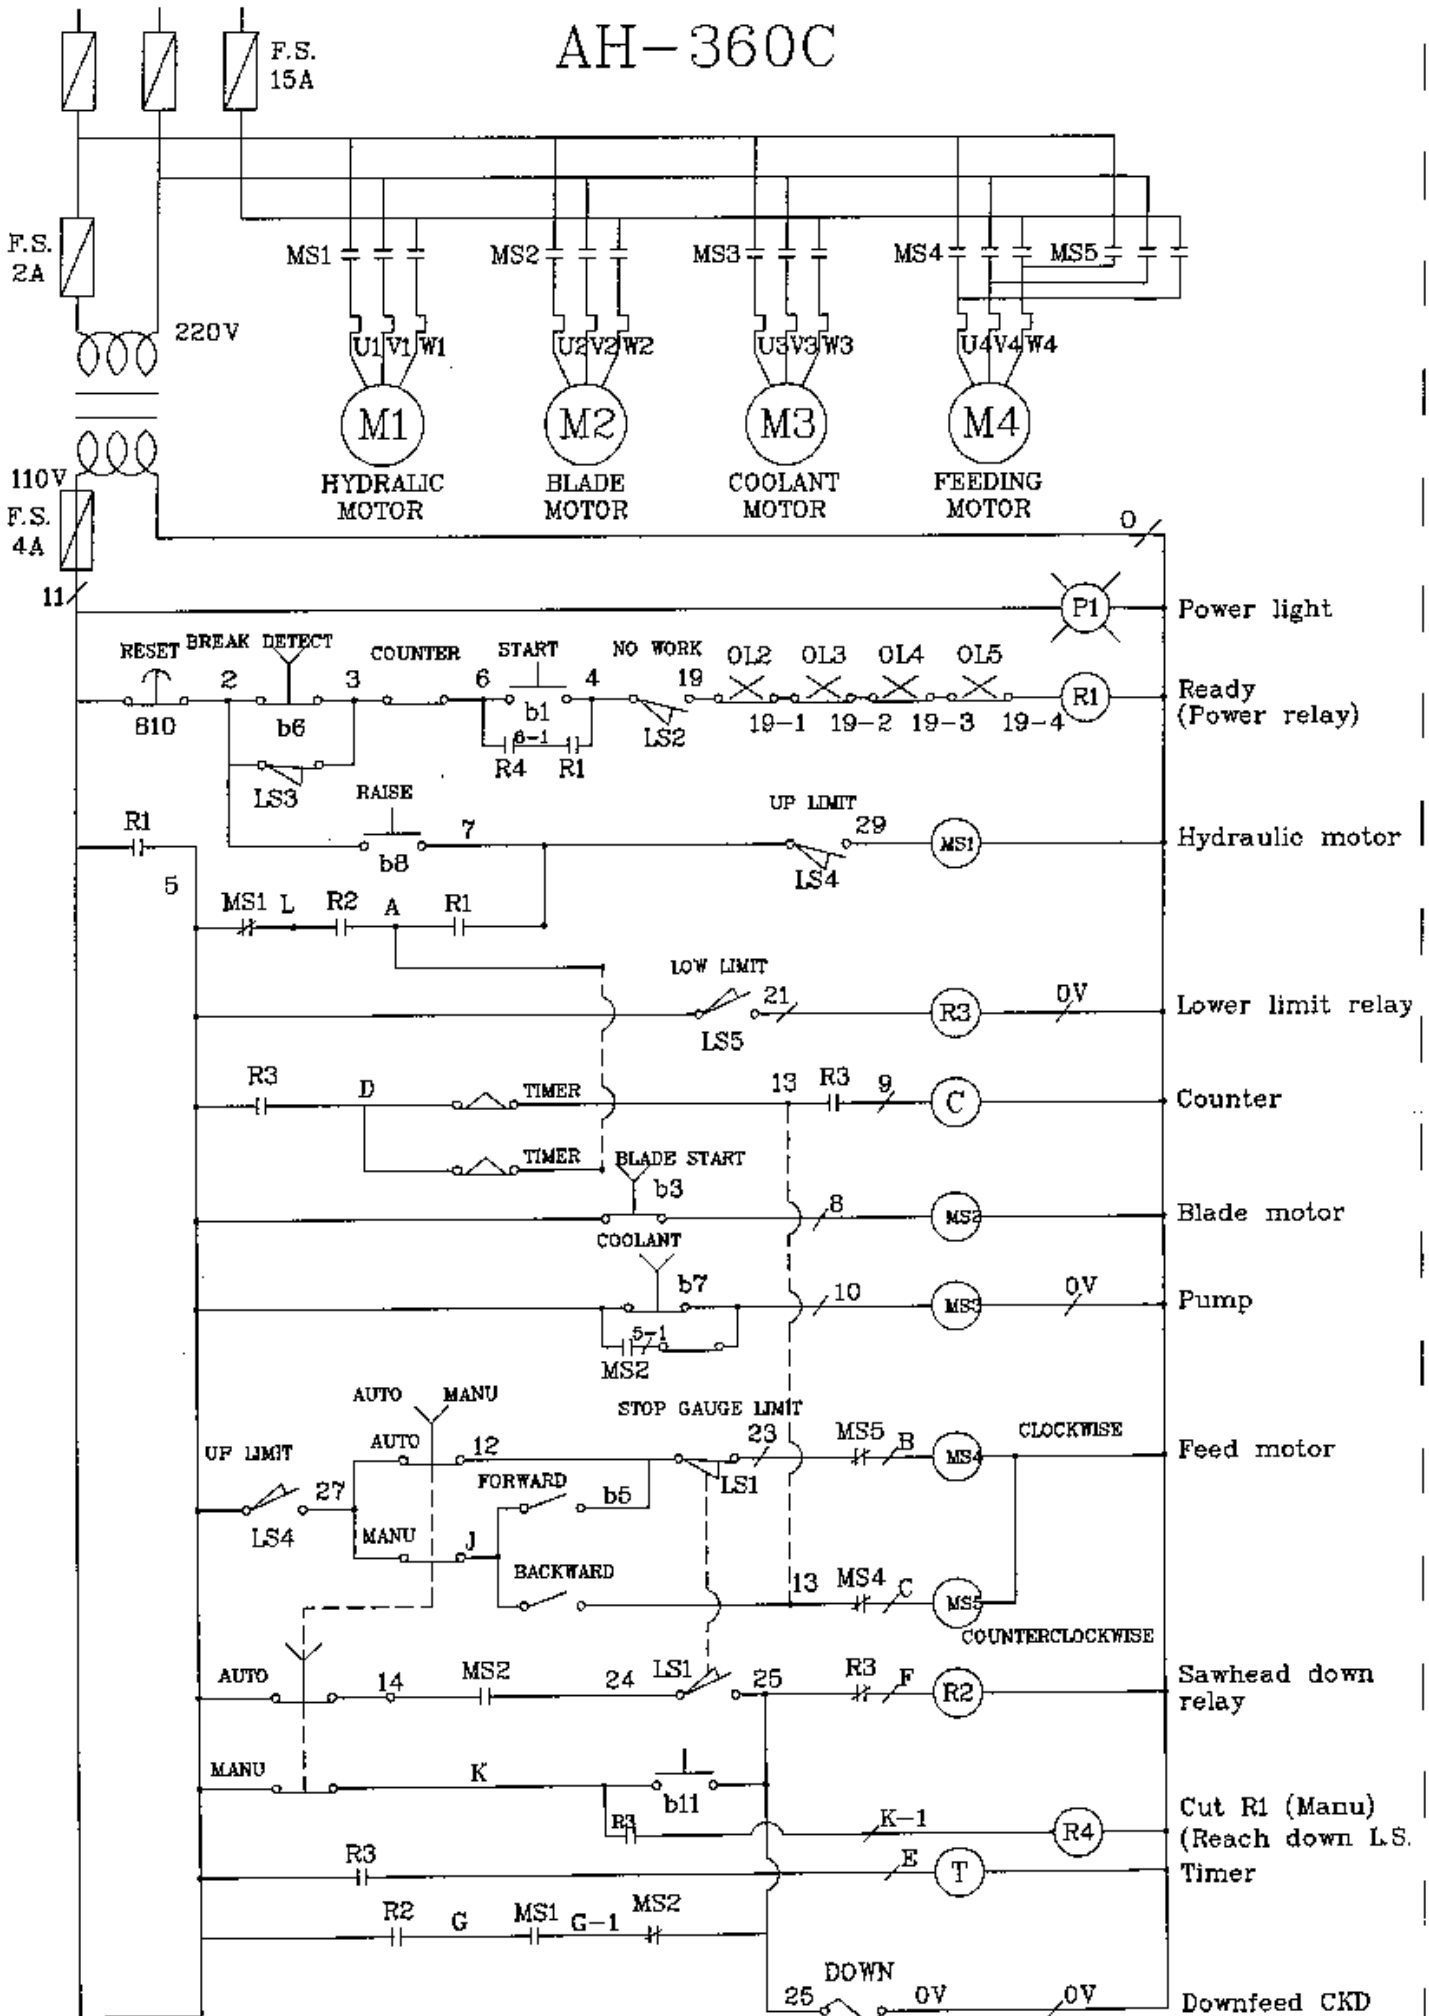 AH-360C
F.S.
15A
F.S.
2A
MS1 MS2 MS3 MS4 MS5
220V
U1 V1 W1 U2 V2 W2 U3 V3 W3 U4 V4 W4
M1 M2 M3 M4
HYDRALIC
MOTOR
BLADE
MOTOR
COOLANT
MOTOR
FEEDING
MOTOR
110V
F.S.
4A
0
11
P1 Power light
RESET BREAK DETECT COUNTER START NO WORK OL2 OL3 OL4 OL5
2 3 6 4 19 R1 Ready
(Power relay)
810 b6 b1 LS2 19-1 19-2 19-3 19-4
6-1
R4 R1
LS3
RAISE UP LIMIT
R1 7 29 MS1 Hydraulic motor
b8 LS4
5
MS1 L R2 A R1
LOW LIMIT
21 R3 0V Lower limit relay
LS5
R3 D TIMER 13 R3 9 C Counter
TIMER BLADE START
b3 8 MS2 Blade motor
COOLANT
b7 10 MS3 0V Pump
5-1
MS2
AUTO MANU STOP GAUGE LIMIT
UP LIMIT AUTO 12 23 MS5 B MS4 CLOCKWISE Feed motor
27 FORWARD b5 LS1
LS4 MANU J
BACKWARD 13 MS4 C MS5
COUNTERCLOCKWISE
AUTO 14 MS2 24 LS1 25 R3 F R2 Sawhead down
relay
MANU K b11
R3 K-1 R4 Cut R1 (Manu)
(Reach down L.S.
R3 E T Timer
R2 G MS1 G-1 MS2
DOWN
25 0V 0V Downfeed CKD